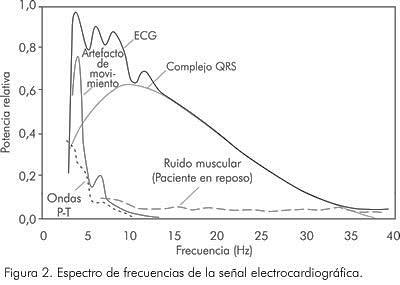 1,0
0,8
0,6
0,4
0,2
0,0
Potencia relativa
ECG
Artefacto
de
movi-
miento
Complejo QRS
Ruido muscular
(Paciente en reposo)
Ondas
P-T
0 5 10 15 20 25 30 35 40
Frecuencia (Hz)
Figura 2. Espectro de frecuencias de la señal electrocardiográfica.